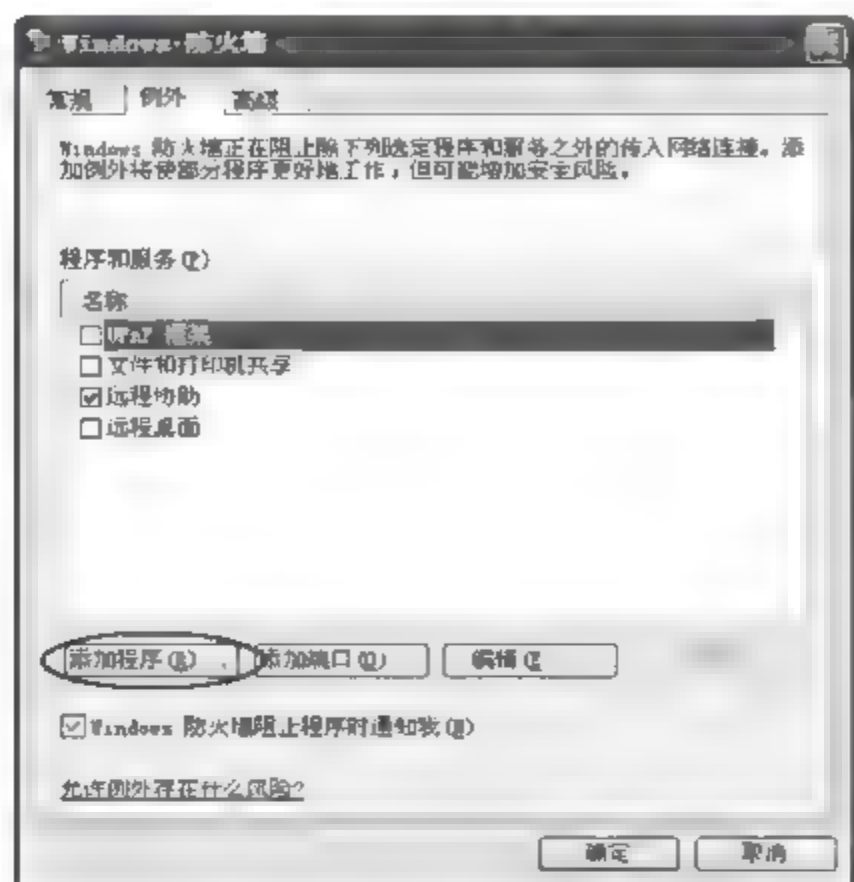 Windows 防火墙
常规 例外 高级
Windows 防火墙正在阻止除下列选定程序和服务之外的传入网络连接。添
加例外将使部分程序更好地工作，但可能增加安全风险。
程序和服务(P)
名称
UPnP 框架
文件和打印机共享
远程协助
远程桌面
添加程序(R)... 添加端口(O) 编辑(E
Windows 防火墙阻止程序时通知我(N)
允许例外存在什么风险?
确定 取消